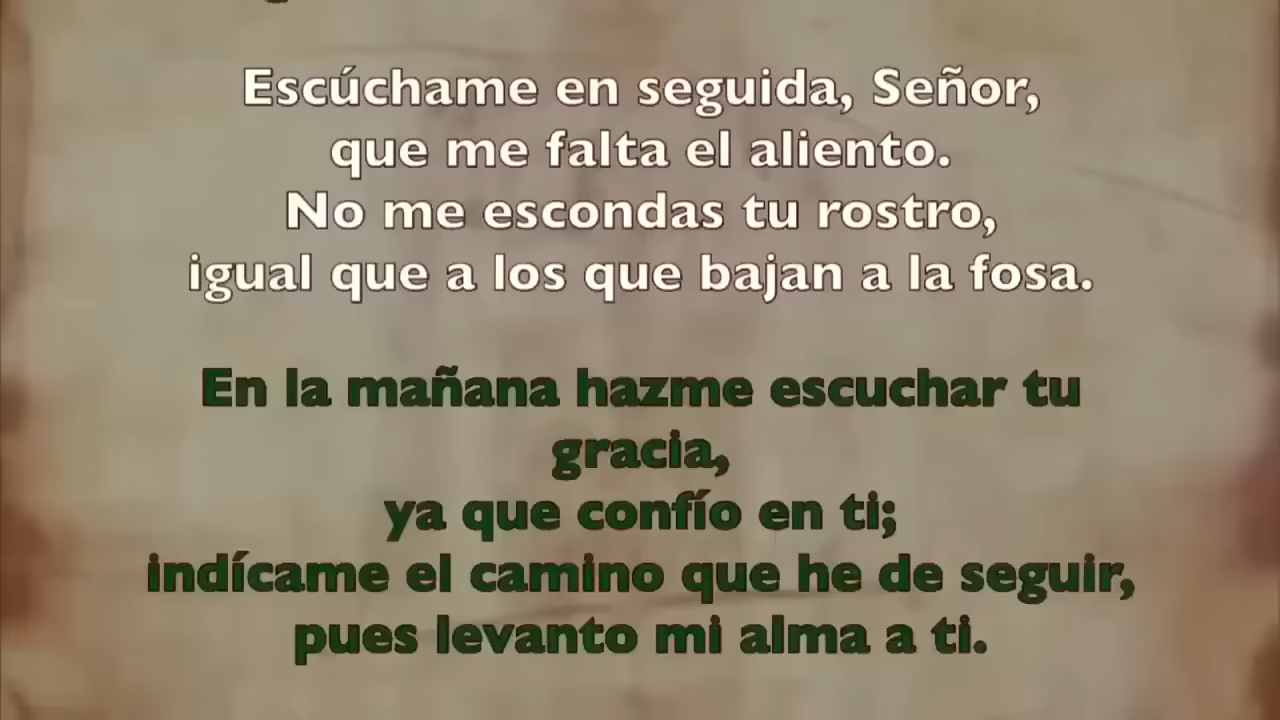 Escúchame en seguida, Señor,
que me falta el aliento.
No me escondas tu rostro,
igual que a los que bajan a la fosa.
En la mañana hazme escuchar tu
gracia,
ya que confío en ti;
indícame el camino que he de seguir,
pues levanto mi alma a ti.